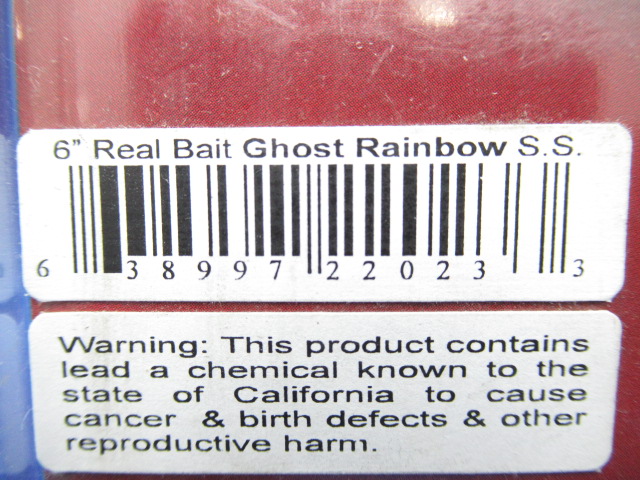 6" Real Bait Ghost Rainbow S.S.
6 38997 22023 3
Warning: This product contains
lead a chemical known to the
state of California to cause
cancer & birth defects & other
reproductive harm.